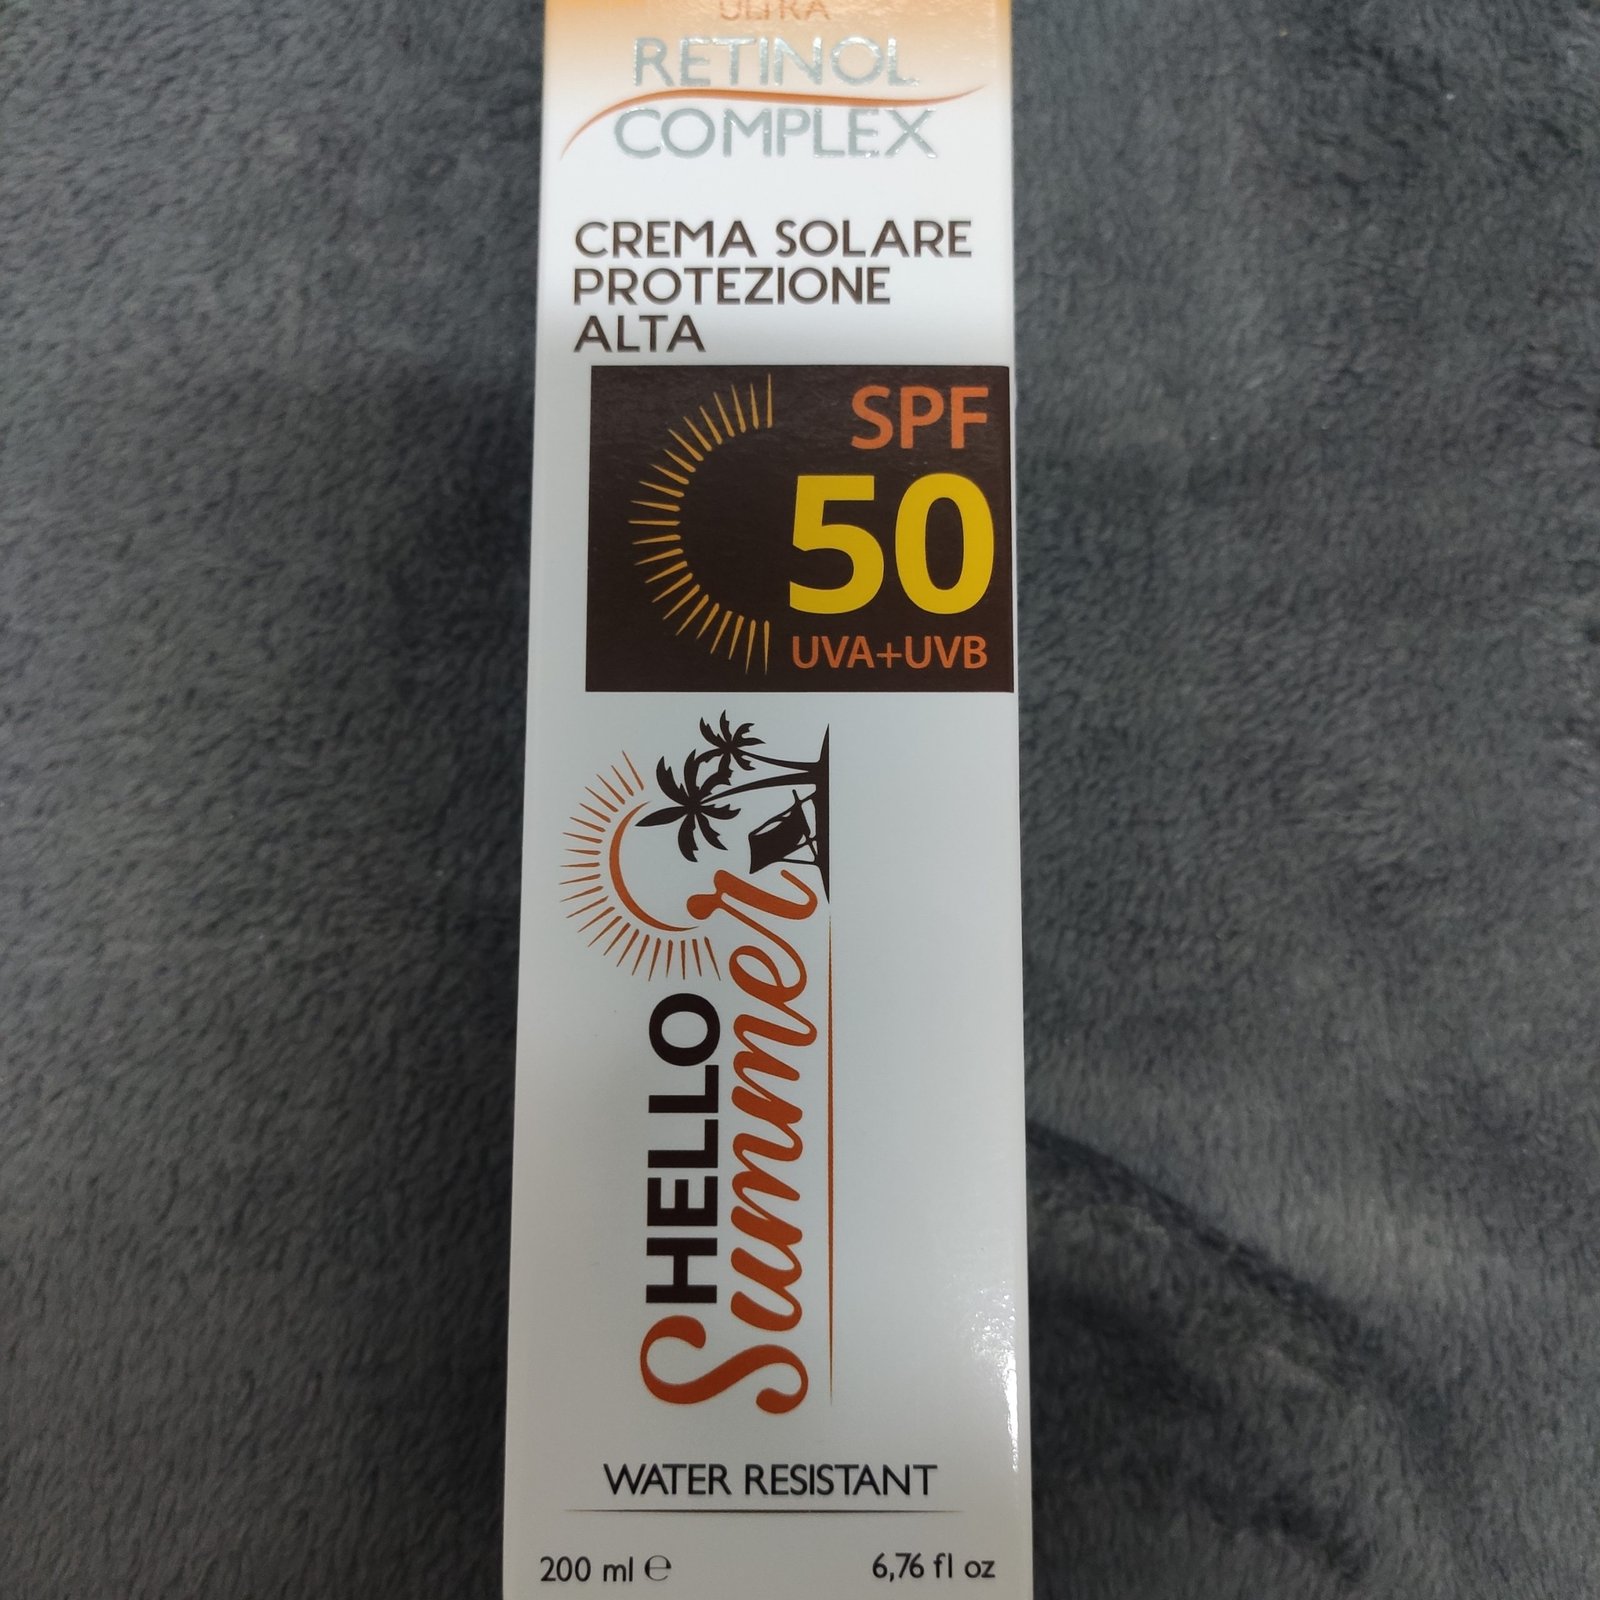 ULTRA
RETINOL
COMPLEX
CREMA SOLARE
PROTEZIONE
ALTA
SPF
50
UVA+UVB
HELLO
Summer
WATER RESISTANT
200 ml ℮
6,76 fl oz